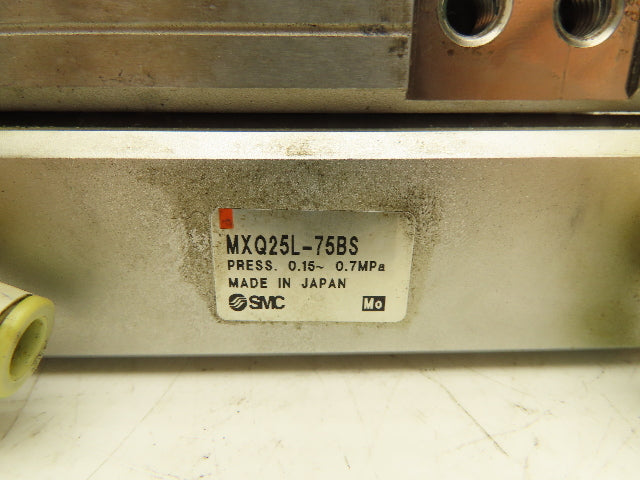 MXQ25L-75BS
PRESS. 0.15~ 0.7MPa
MADE IN JAPAN
SMC Mo